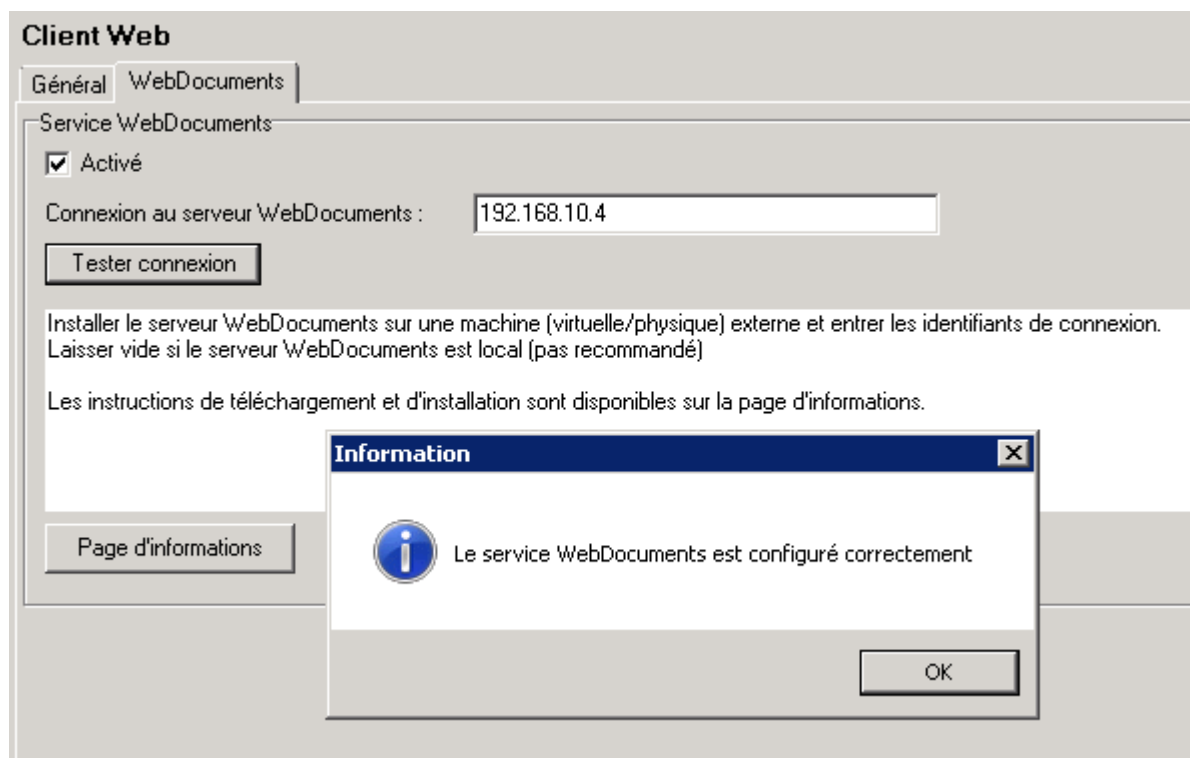 Client Web
Général
WebDocuments
Service WebDocuments
Activé
Connexion au serveur WebDocuments :
192.168.10.4
Tester connexion
Installer le serveur WebDocuments sur une machine (virtuelle/physique) externe et entrer les identifiants de connexion.
Laisser vide si le serveur WebDocuments est local (pas recommandé)
Les instructions de téléchargement et d'installation sont disponibles sur la page d'informations.
Page d'informations
Information
Le service WebDocuments est configuré correctement
OK